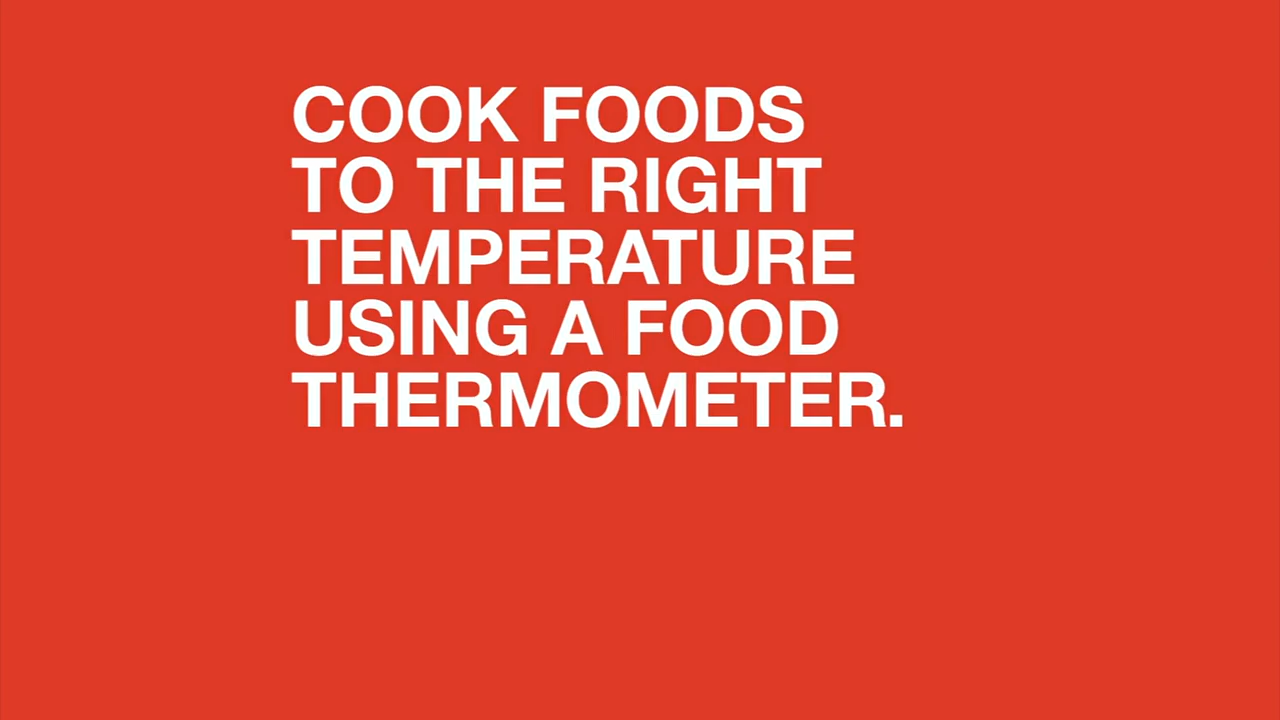 COOK FOODS
TO THE RIGHT
TEMPERATURE
USING A FOOD
THERMOMETER.